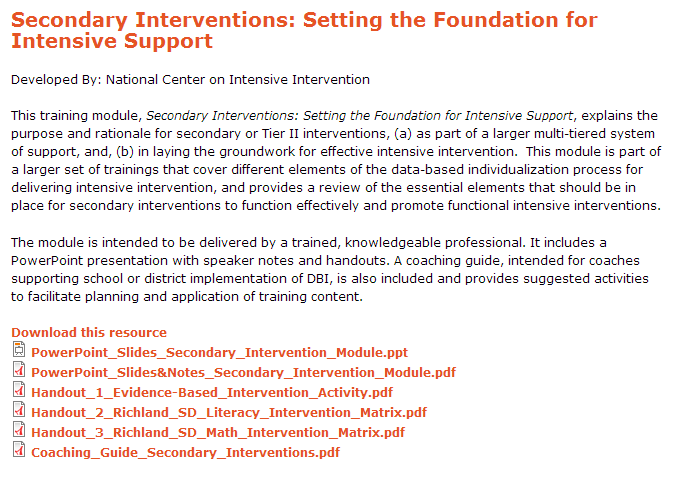 Secondary Interventions: Setting the Foundation for
Intensive Support
Developed By: National Center on Intensive Intervention
This training module, Secondary Interventions: Setting the Foundation for Intensive Support, explains the
purpose and rationale for secondary or Tier II interventions, (a) as part of a larger multi-tiered system
of support, and, (b) in laying the groundwork for effective intensive intervention.  This module is part of
a larger set of trainings that cover different elements of the data-based individualization process for
delivering intensive intervention, and provides a review of the essential elements that should be in
place for secondary interventions to function effectively and promote functional intensive interventions.
The module is intended to be delivered by a trained, knowledgeable professional. It includes a
PowerPoint presentation with speaker notes and handouts. A coaching guide, intended for coaches
supporting school or district implementation of DBI, is also included and provides suggested activities
to facilitate planning and application of training content.
Download this resource
PowerPoint_Slides_Secondary_Intervention_Module.ppt
PowerPoint_Slides&Notes_Secondary_Intervention_Module.pdf
Handout_1_Evidence-Based_Intervention_Activity.pdf
Handout_2_Richland_SD_Literacy_Intervention_Matrix.pdf
Handout_3_Richland_SD_Math_Intervention_Matrix.pdf
Coaching_Guide_Secondary_Interventions.pdf